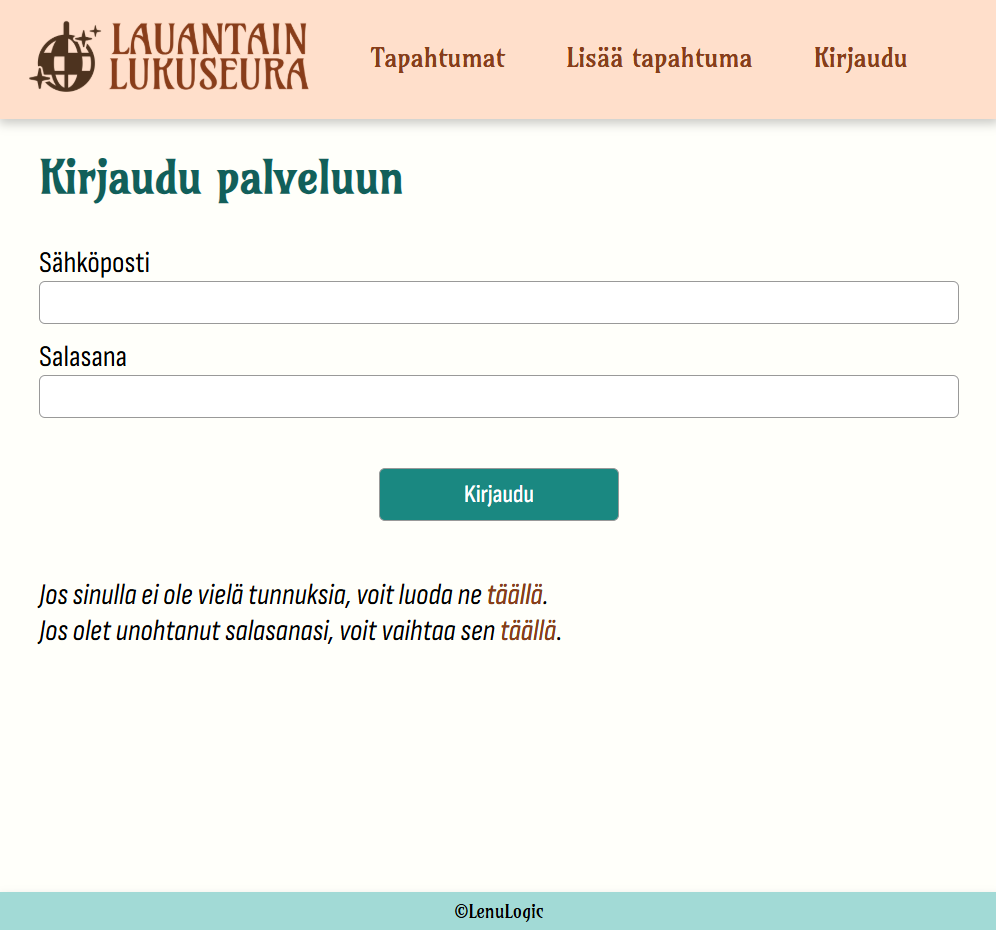 LAUANTAIN
LUKUSEURA
Tapahtumat
Lisää tapahtuma
Kirjaudu
Kirjaudu palveluun
Sähköposti
Salasana
Kirjaudu
Jos sinulla ei ole vielä tunnuksia, voit luoda ne täällä.
Jos olet unohtanut salasanasi, voit vaihtaa sen täällä.
©LenuLogic